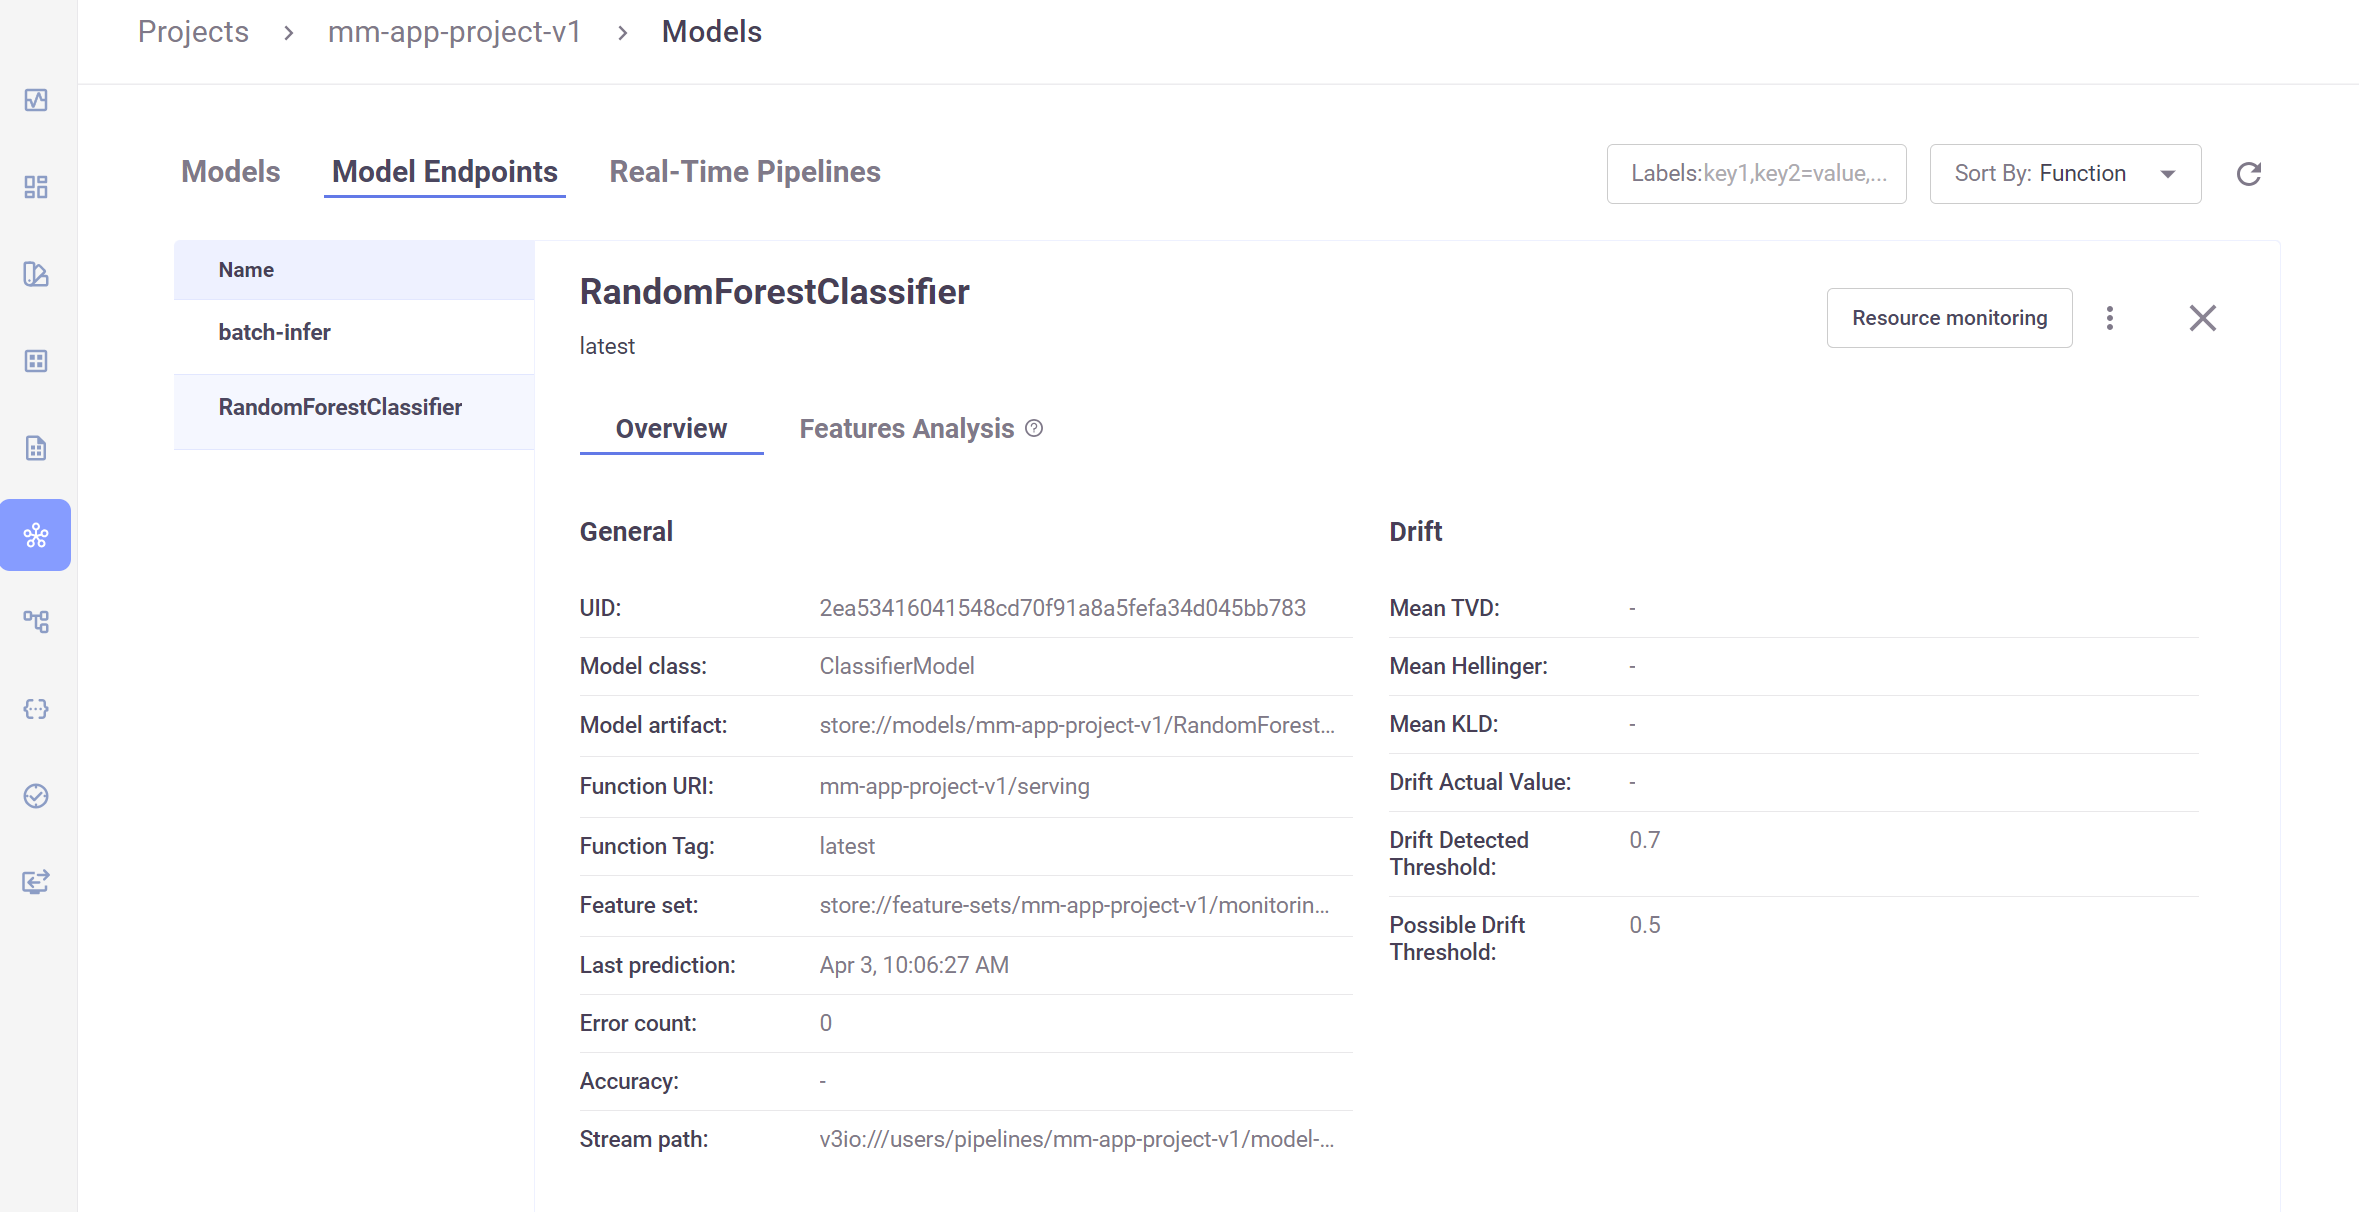 Projects > mm-app-project-v1 > Models
Models Model Endpoints Real-Time Pipelines
Labels:key1,key2=value,...
Sort By: Function
Name
batch-infer
RandomForestClassifier
RandomForestClassifier
latest
Resource monitoring
Overview Features Analysis ?
General
UID: 2ea53416041548cd70f91a8a5fefa34d045bb783
Model class: ClassifierModel
Model artifact: store://models/mm-app-project-v1/RandomForest...
Function URI: mm-app-project-v1/serving
Function Tag: latest
Feature set: store://feature-sets/mm-app-project-v1/monitorin...
Last prediction: Apr 3, 10:06:27 AM
Error count: 0
Accuracy: -
Stream path: v3io:///users/pipelines/mm-app-project-v1/model-...
Drift
Mean TVD: -
Mean Hellinger: -
Mean KLD: -
Drift Actual Value: -
Drift Detected 0.7
Threshold:
Possible Drift 0.5
Threshold: